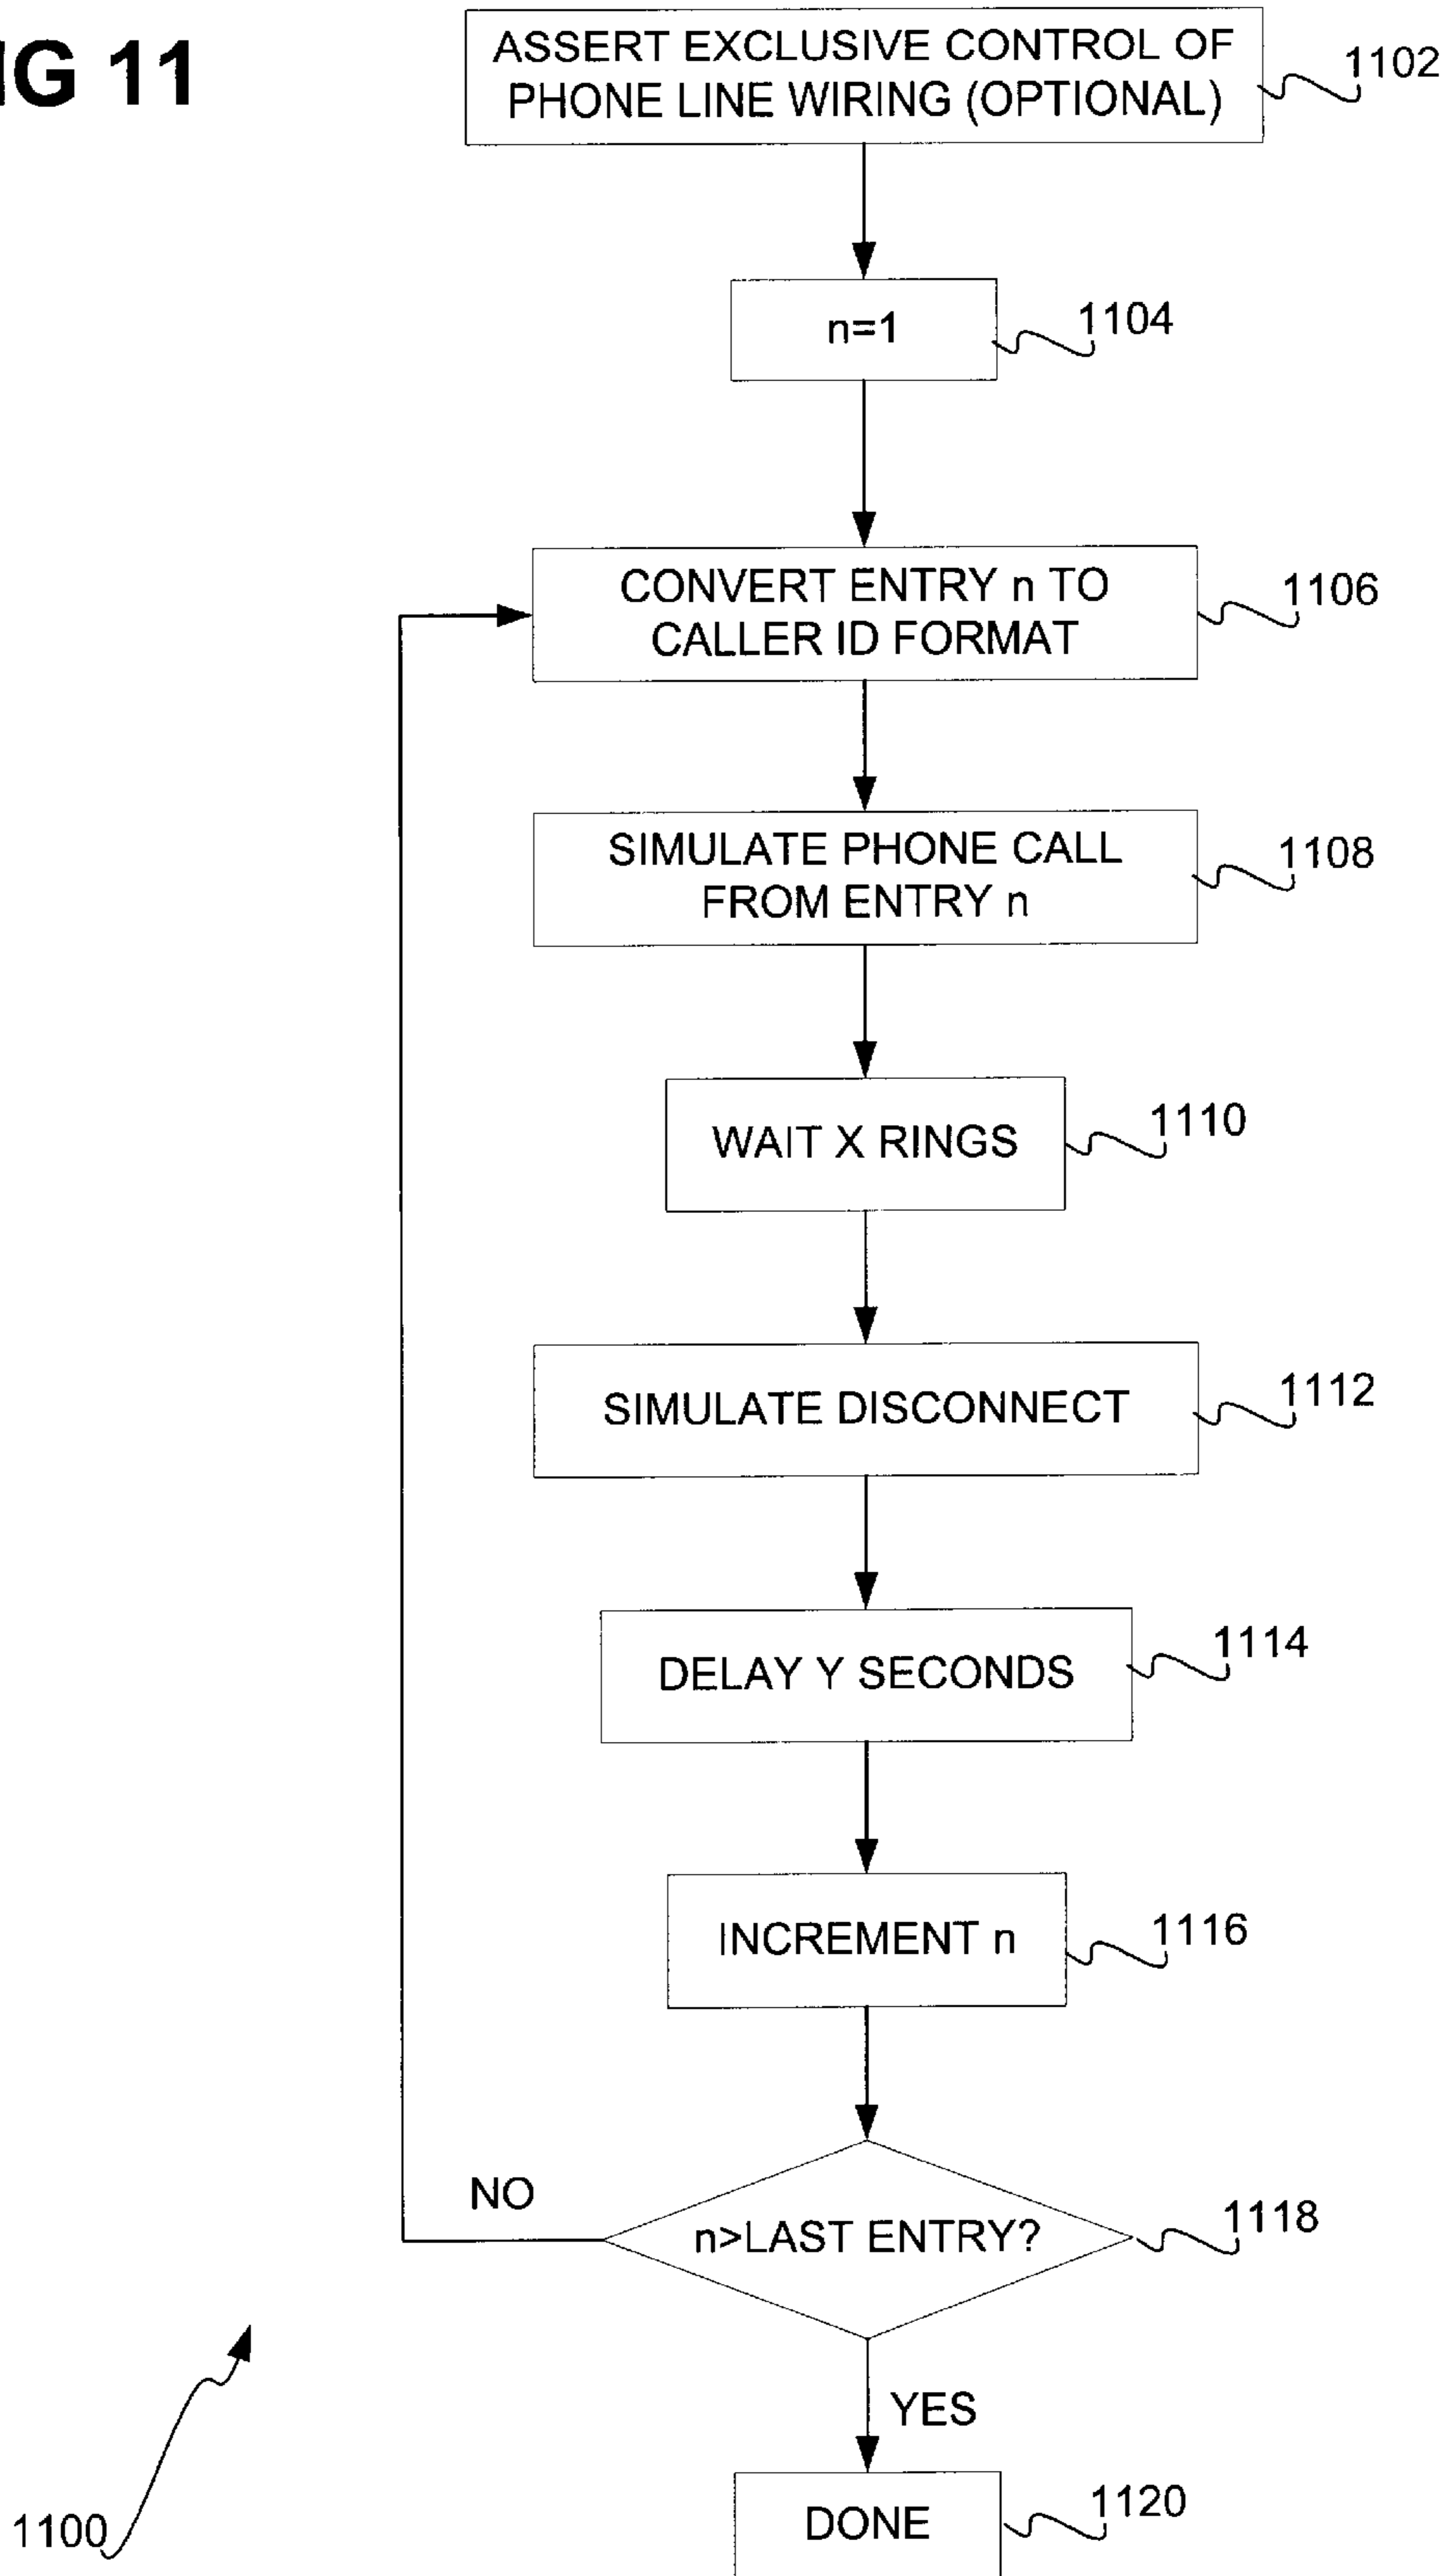 G 11
ASSERT EXCLUSIVE CONTROL OF
PHONE LINE WIRING (OPTIONAL)
1102
n=1
1104
CONVERT ENTRY n TO
CALLER ID FORMAT
1106
SIMULATE PHONE CALL
FROM ENTRY n
1108
WAIT X RINGS
1110
SIMULATE DISCONNECT
1112
DELAY Y SECONDS
1114
INCREMENT n
1116
NO
n>LAST ENTRY?
1118
YES
DONE
1120
1100